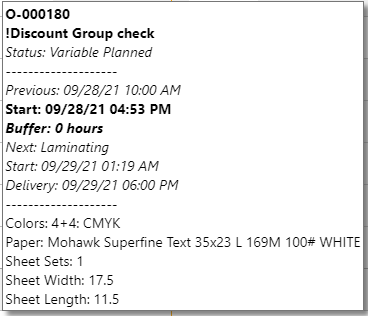 O-000180
!Discount Group check
Status: Variable Planned
--------------------
Previous: 09/28/21 10:00 AM
Start: 09/28/21 04:53 PM
Buffer: 0 hours
Next: Laminating
Start: 09/29/21 01:19 AM
Delivery: 09/29/21 06:00 PM
--------------------
Colors: 4+4: CMYK
Paper: Mohawk Superfine Text 35x23 L 169M 100# WHITE
Sheet Sets: 1
Sheet Width: 17.5
Sheet Length: 11.5